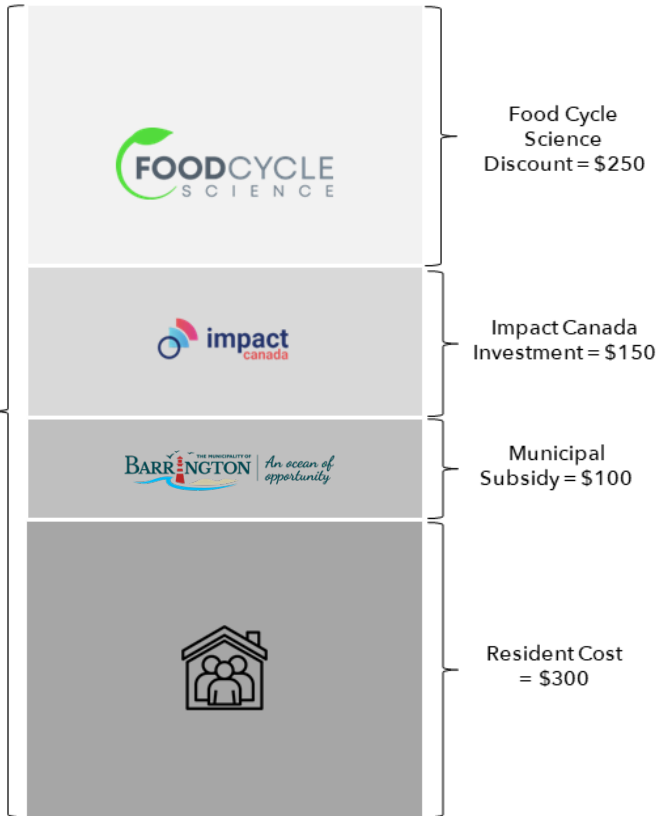 FOODCYCLE
SCIENCE
Food Cycle
Science
Discount = $250
impact
canada
Impact Canada
Investment = $150
THE MUNICIPALITY OF
BARRINGTON
An ocean of
opportunity
Municipal
Subsidy = $100
Resident Cost
= $300